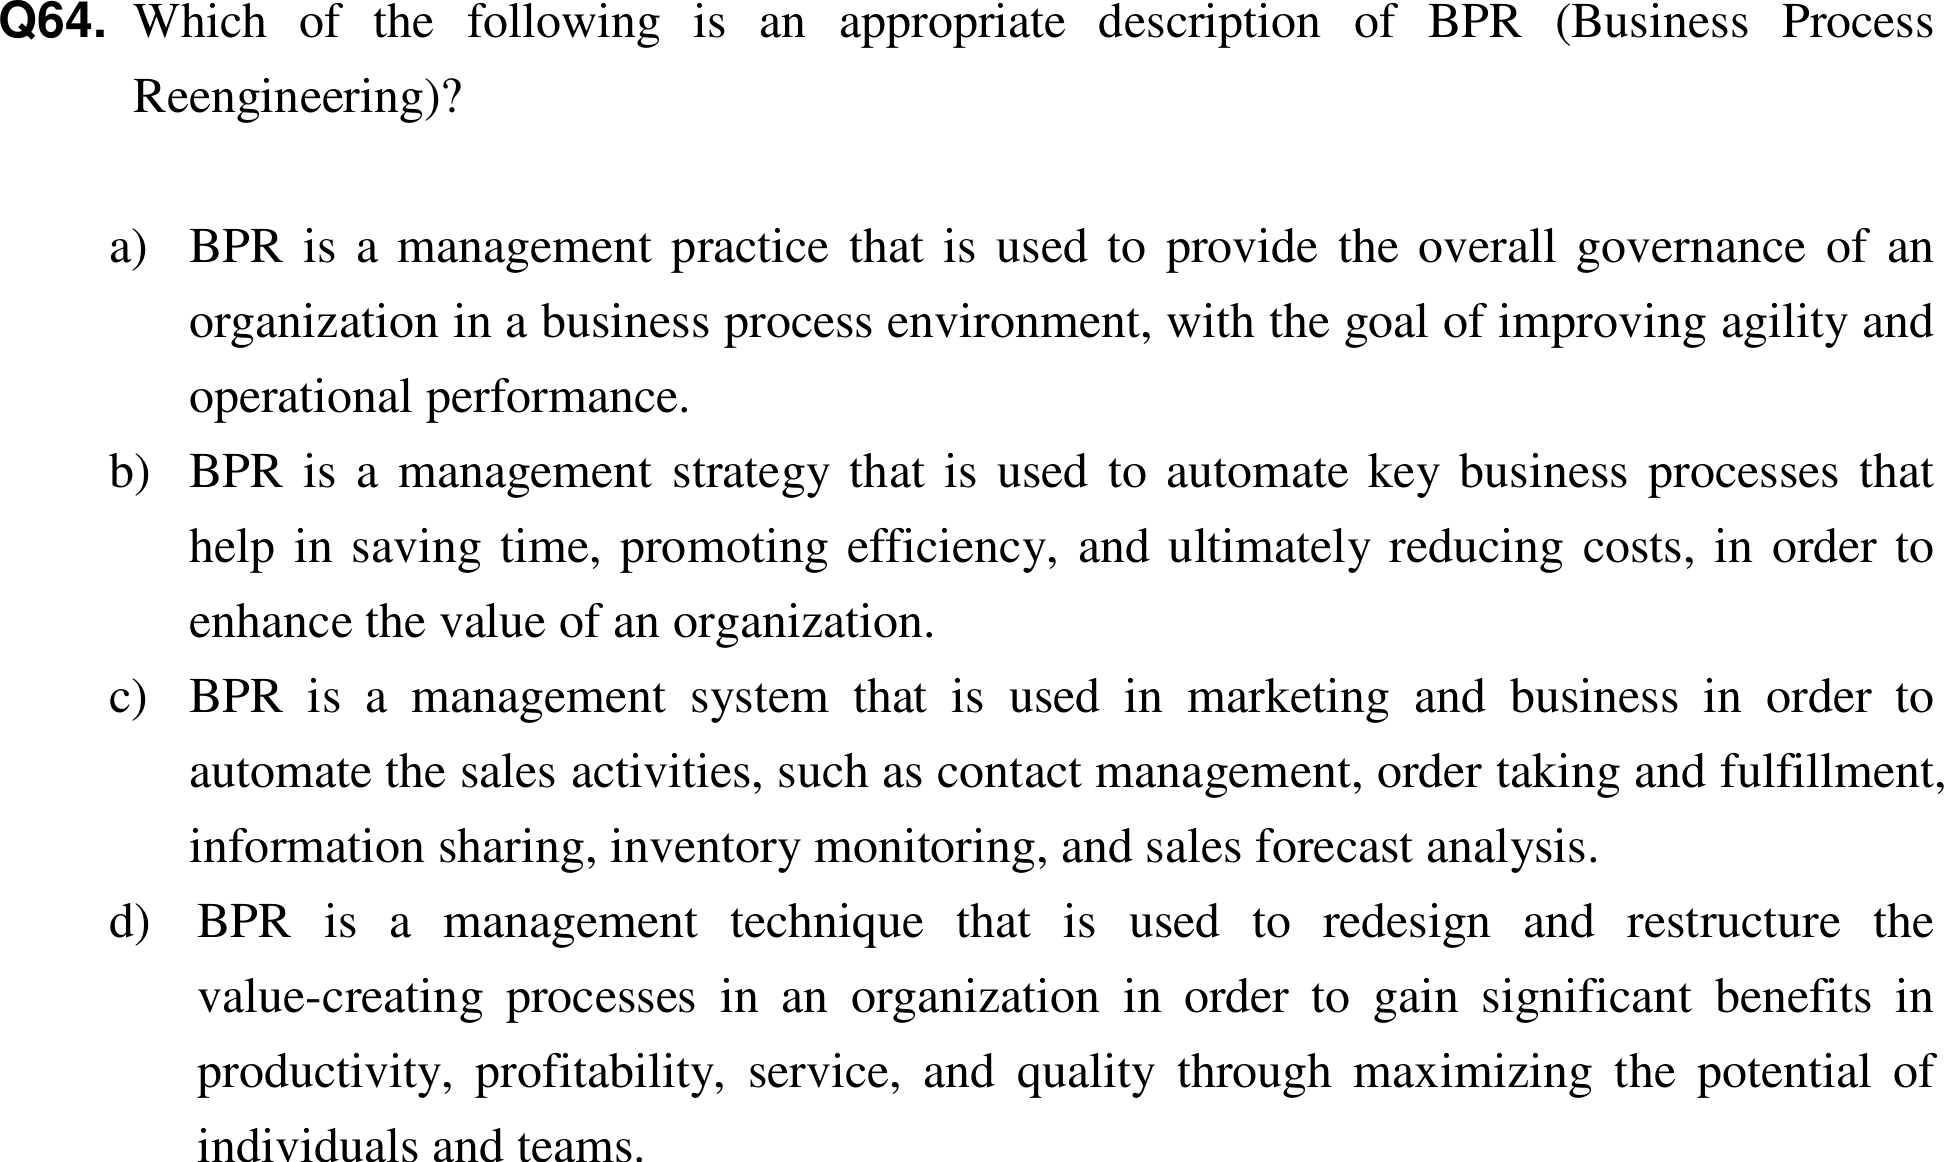 Q64. Which of the following is an appropriate description of BPR (Business Process
Reengineering)?
a) BPR is a management practice that is used to provide the overall governance of an
organization in a business process environment, with the goal of improving agility and
operational performance.
b) BPR is a management strategy that is used to automate key business processes that
help in saving time, promoting efficiency, and ultimately reducing costs, in order to
enhance the value of an organization.
c) BPR is a management system that is used in marketing and business in order to
automate the sales activities, such as contact management, order taking and fulfillment,
information sharing, inventory monitoring, and sales forecast analysis.
d) BPR is a management technique that is used to redesign and restructure the
value-creating processes in an organization in order to gain significant benefits in
productivity, profitability, service, and quality through maximizing the potential of
individuals and teams.